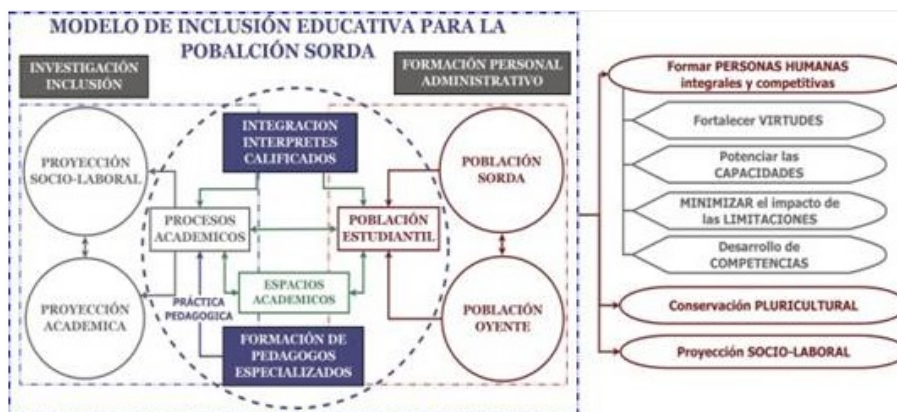 MODELO DE INCLUSIÓN EDUCATIVA PARA LA
POBALCIÓN SORDA
INVESTIGACIÓN
INCLUSIÓN
FORMACIÓN PERSONAL
ADMINISTRATIVO
INTEGRACION
INTERPRETES
CALIFICADOS
PROYECCIÓN
SOCIO-LABORAL
POBLACIÓN
SORDA
PROCESOS
ACADEMICOS
POBLACIÓN
ESTUDIANTIL
ESPACIOS
ACADEMICOS
PRÁCTICA
PEDAGOGICA
PROYECCIÓN
ACADEMICA
POBLACIÓN
OYENTE
FORMACIÓN DE
PEDAGOGOS
ESPECIALIZADOS
Formar PERSONAS HUMANAS
integrales y competitivas
Fortalecer VIRTUDES
Potenciar las
CAPACIDADES
MINIMIZAR el impacto de
las LIMITACIONES
Desarrollo de
COMPETENCIAS
Conservación PLURICULTURAL
Proyección SOCIO-LABORAL